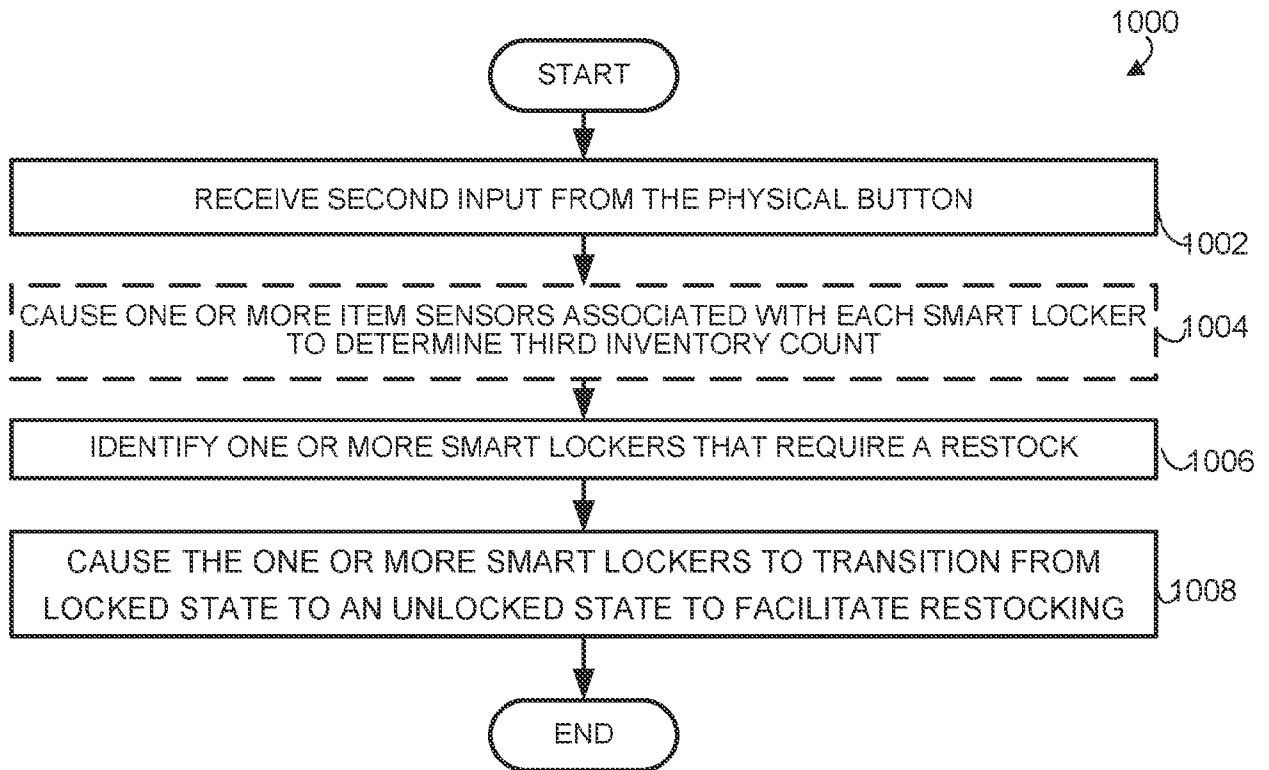 1000
START
RECEIVE SECOND INPUT FROM THE PHYSICAL BUTTON
1002
CAUSE ONE OR MORE ITEM SENSORS ASSOCIATED WITH EACH SMART LOCKER
TO DETERMINE THIRD INVENTORY COUNT
1004
IDENTIFY ONE OR MORE SMART LOCKERS THAT REQUIRE A RESTOCK
1006
CAUSE THE ONE OR MORE SMART LOCKERS TO TRANSITION FROM
LOCKED STATE TO AN UNLOCKED STATE TO FACILITATE RESTOCKING
1008
END